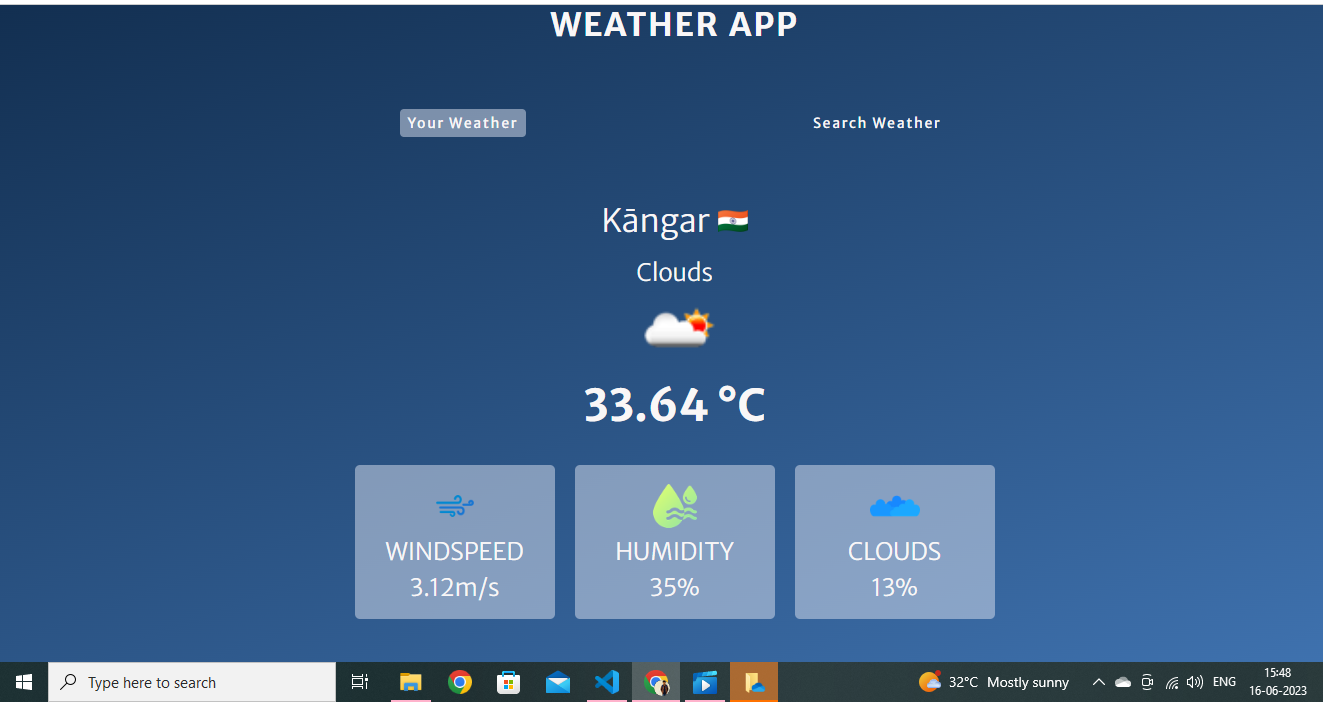 WEATHER APP
Your Weather
Search Weather
Kāngar
Clouds
33.64 °C
WINDSPEED
3.12m/s
HUMIDITY
35%
CLOUDS
13%
Type here to search
32°C Mostly sunny
ENG
15:48
16-06-2023